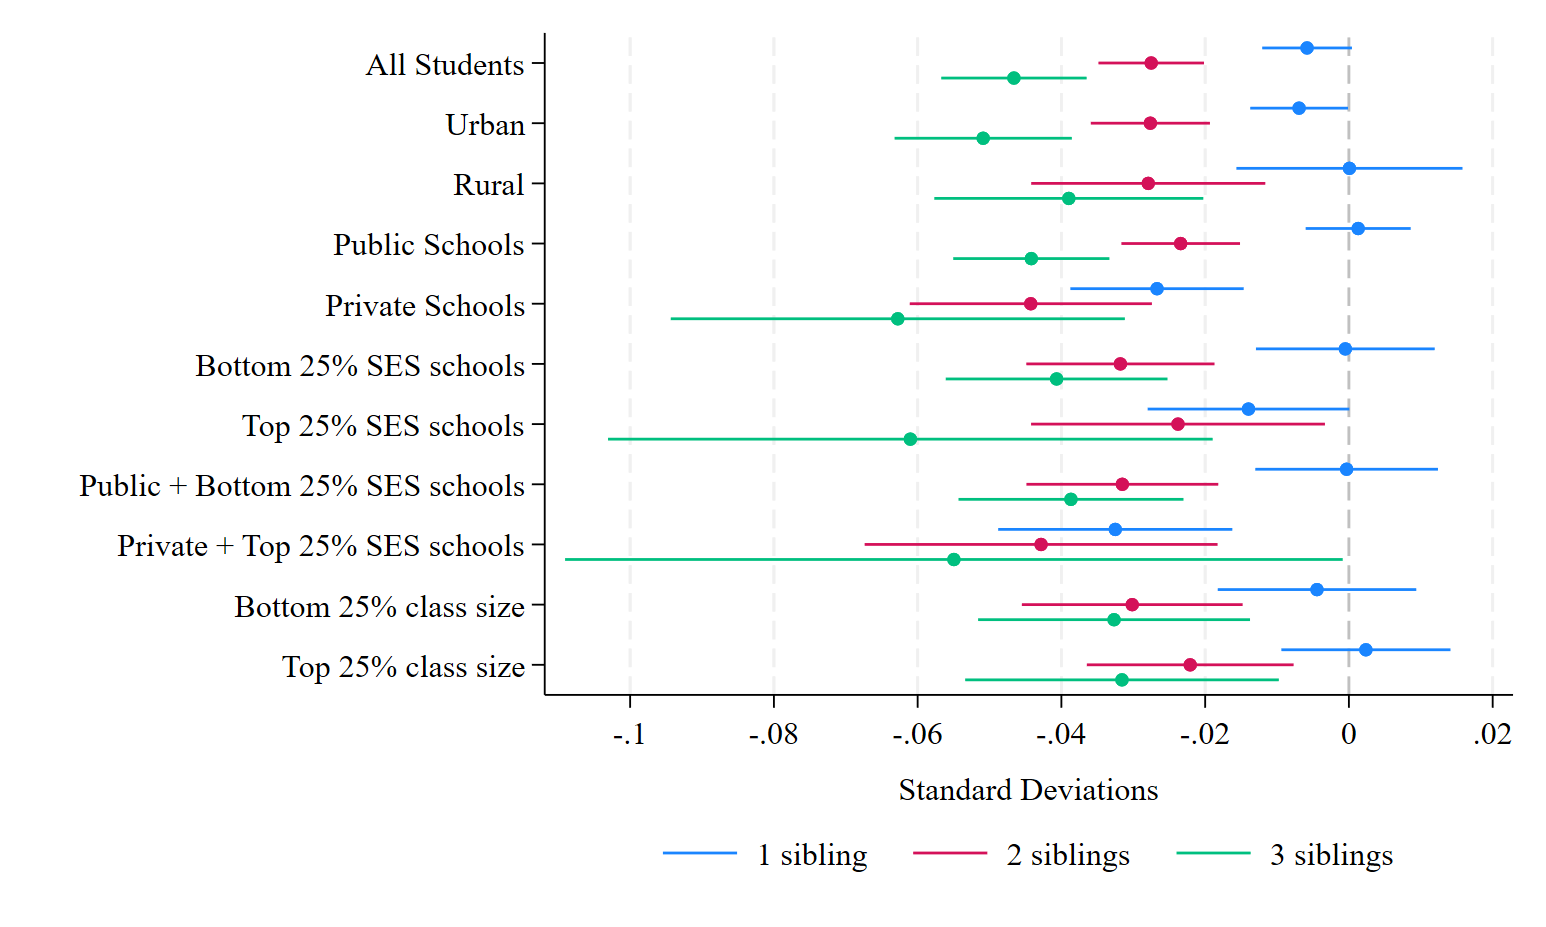 All Students
Urban
Rural
Public Schools
Private Schools
Bottom 25% SES schools
Top 25% SES schools
Public + Bottom 25% SES schools
Private + Top 25% SES schools
Bottom 25% class size
Top 25% class size
-.1 -.08 -.06 -.04 -.02 0 .02
Standard Deviations
1 sibling 2 siblings 3 siblings